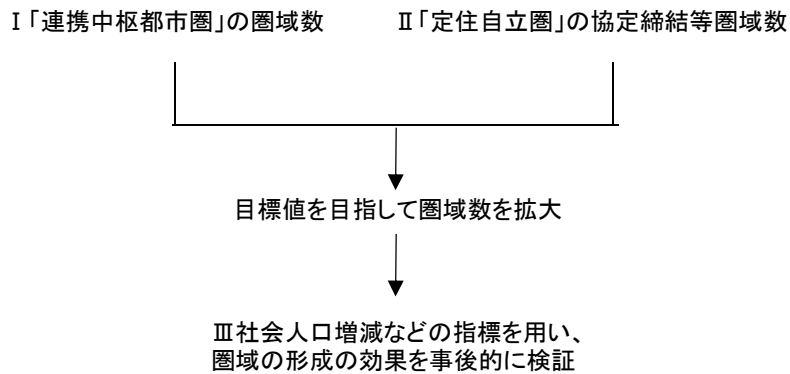 Ⅰ「連携中枢都市圏」の圏域数
Ⅱ「定住自立圏」の協定締結等圏域数
目標値を目指して圏域数を拡大
Ⅲ社会人口増減などの指標を用い、
圏域の形成の効果を事後的に検証